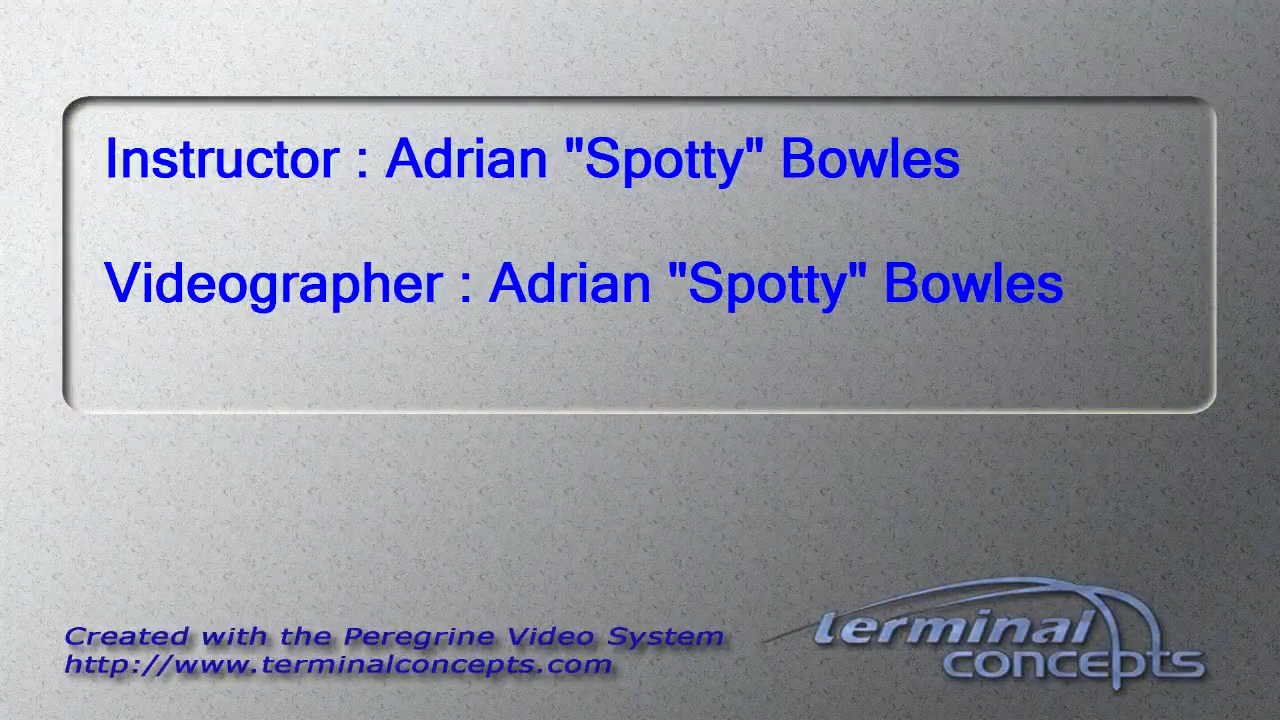 Instructor : Adrian "Spotty" Bowles
Videographer : Adrian "Spotty" Bowles
Created with the Peregrine Video System
http://www.terminalconcepts.com
terminal
concepts